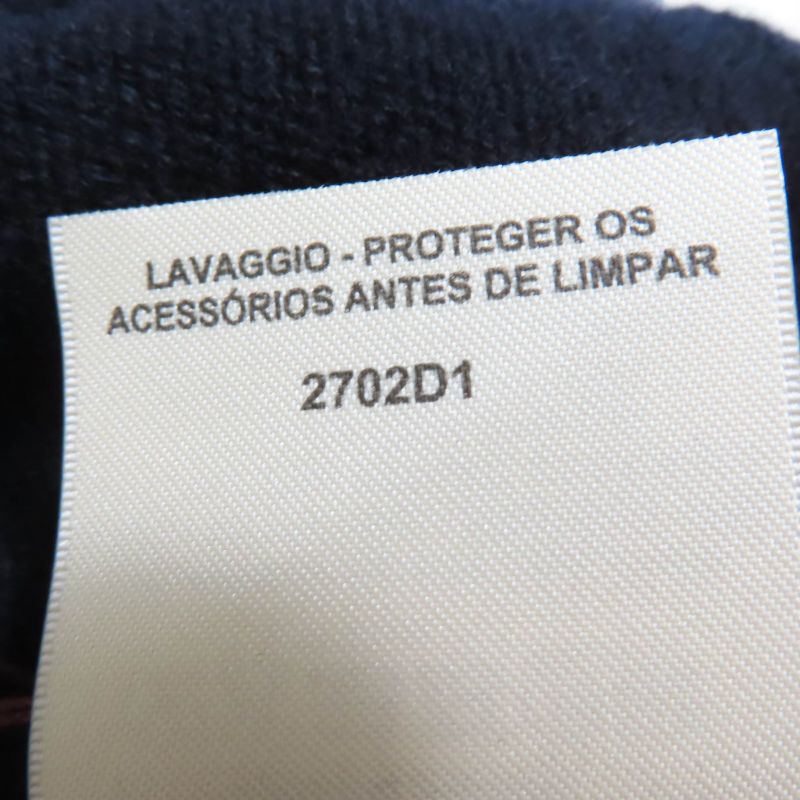 LAVAGGIO - PROTEGER OS
ACESSÓRIOS ANTES DE LIMPAR
2702D1